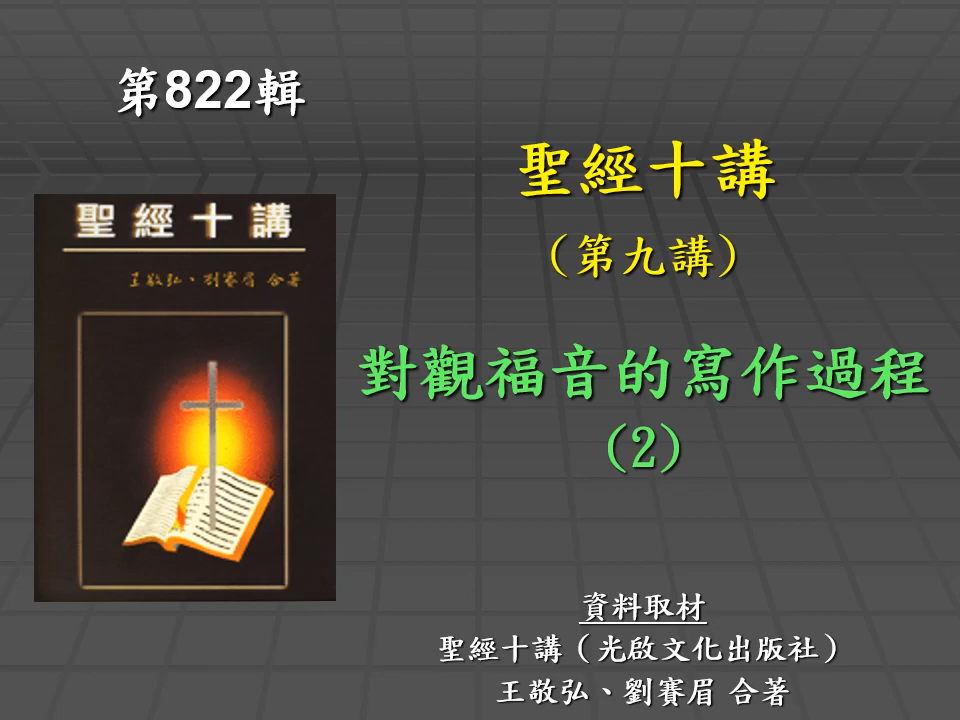 第822輯
聖經十講
（第九講）
聖經十講
王敬弘、劉賽眉 合著
對觀福音的寫作過程
(2)
資料取材
聖經十講（光啟文化出版社）
王敬弘、劉賽眉 合著